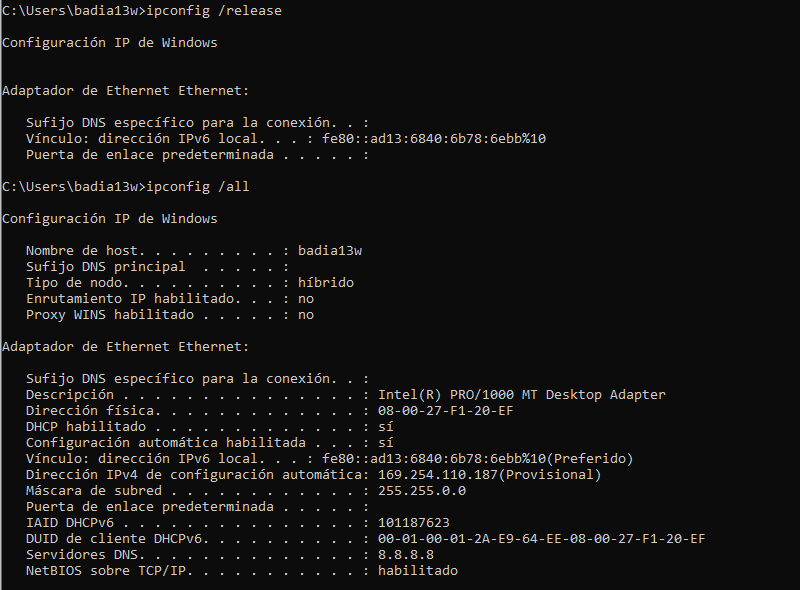 C:\Users\badia13w>ipconfig /release
Configuración IP de Windows
Adaptador de Ethernet Ethernet:
Sufijo DNS específico para la conexión. . :
Vínculo: dirección IPv6 local. . . : fe80::ad13:6840:6b78:6ebb%10
Puerta de enlace predeterminada . . . . . :
C:\Users\badia13w>ipconfig /all
Configuración IP de Windows
Nombre de host. . . . . . . . . : badia13w
Sufijo DNS principal  . . . . . :
Tipo de nodo. . . . . . . . . . : híbrido
Enrutamiento IP habilitado. . . : no
Proxy WINS habilitado . . . . . : no
Adaptador de Ethernet Ethernet:
Sufijo DNS específico para la conexión. . :
Descripción . . . . . . . . . . . . . . . : Intel(R) PRO/1000 MT Desktop Adapter
Dirección física. . . . . . . . . . . . . : 08-00-27-F1-20-EF
DHCP habilitado . . . . . . . . . . . . . : sí
Configuración automática habilitada . . . : sí
Vínculo: dirección IPv6 local. . . : fe80::ad13:6840:6b78:6ebb%10(Preferido)
Dirección IPv4 de configuración automática: 169.254.110.187(Provisional)
Máscara de subred . . . . . . . . . . . . : 255.255.0.0
Puerta de enlace predeterminada . . . . . :
IAID DHCPv6 . . . . . . . . . . . . . . . : 101187623
DUID de cliente DHCPv6. . . . . . . . . . : 00-01-00-01-2A-E9-64-EE-08-00-27-F1-20-EF
Servidores DNS. . . . . . . . . . . . . . : 8.8.8.8
NetBIOS sobre TCP/IP. . . . . . . . . . . : habilitado